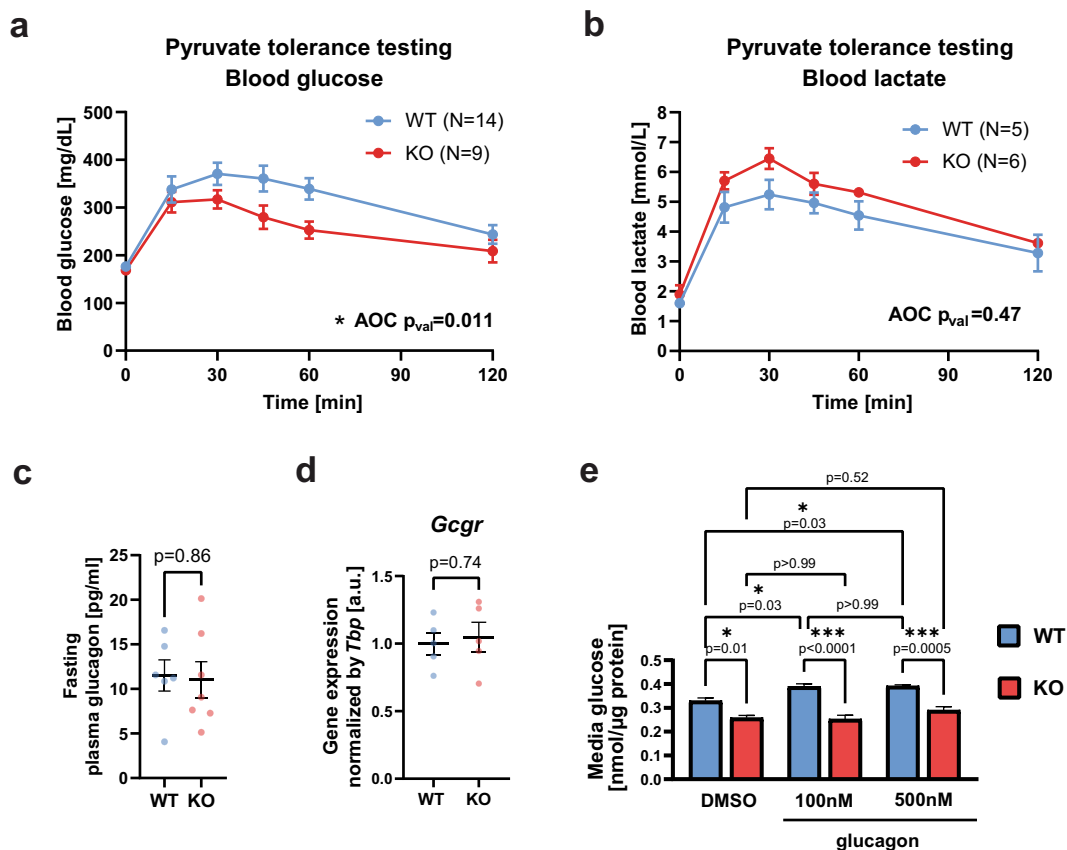 a
Pyruvate tolerance testing
Blood glucose
Blood glucose [mg/dL]
500
400
300
200
100
0
WT (N=14)
KO (N=9)
* AOC pval=0.011
0 30 60 90 120
Time [min]
b
Pyruvate tolerance testing
Blood lactate
Blood lactate [mmol/L]
8
7
6
5
4
3
2
1
0
WT (N=5)
KO (N=6)
AOC pval=0.47
0 30 60 90 120
Time [min]
c
Fasting
plasma glucagon [pg/ml]
25
20
15
10
5
0
p=0.86
WT KO
d
Gcgr
Gene expression
normalized by Tbp [a.u.]
1.5
1.0
0.5
0.0
p=0.74
WT KO
e
p=0.52
*
p=0.03
p>0.99
*
p=0.03
p>0.99
* *** ***
p=0.01 p<0.0001 p=0.0005
Media glucose
[nmol/µg protein]
0.5
0.4
0.3
0.2
0.1
0.0
DMSO 100nM 500nM
glucagon
WT
KO